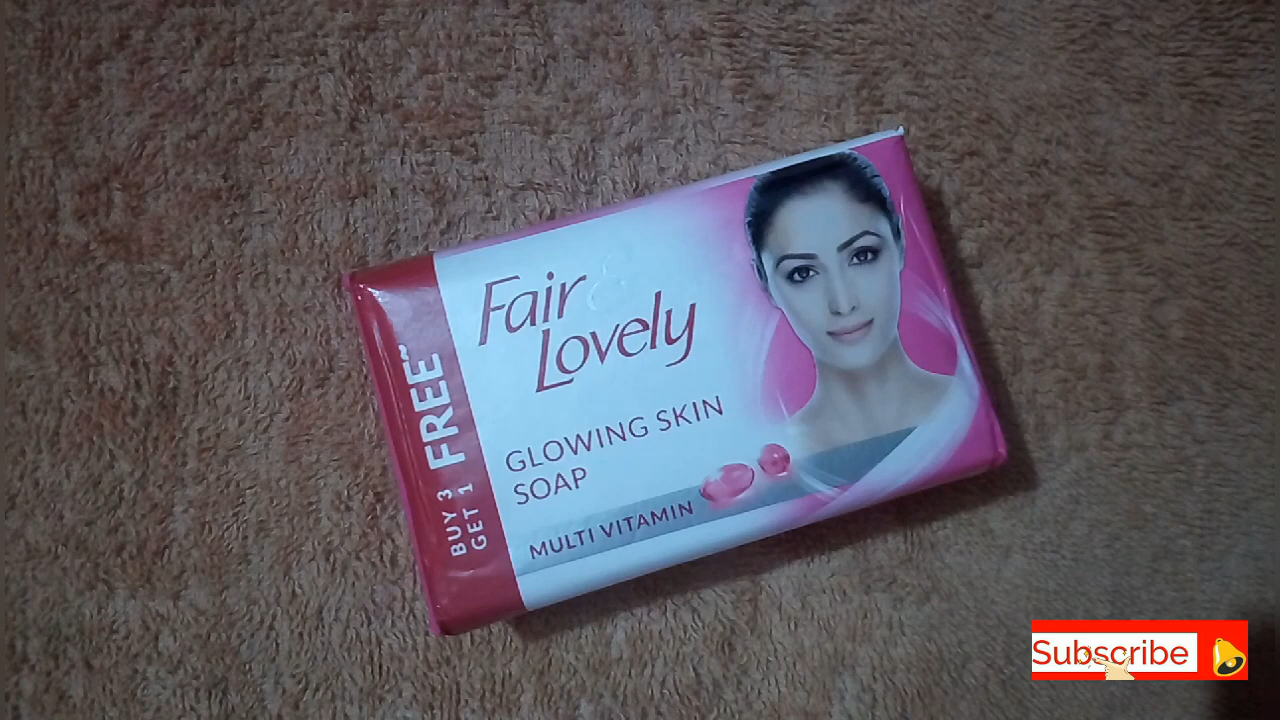 BUY 3
GET 1
FREE**
Fair &
Lovely
GLOWING SKIN
SOAP
MULTI VITAMIN
Subscribe